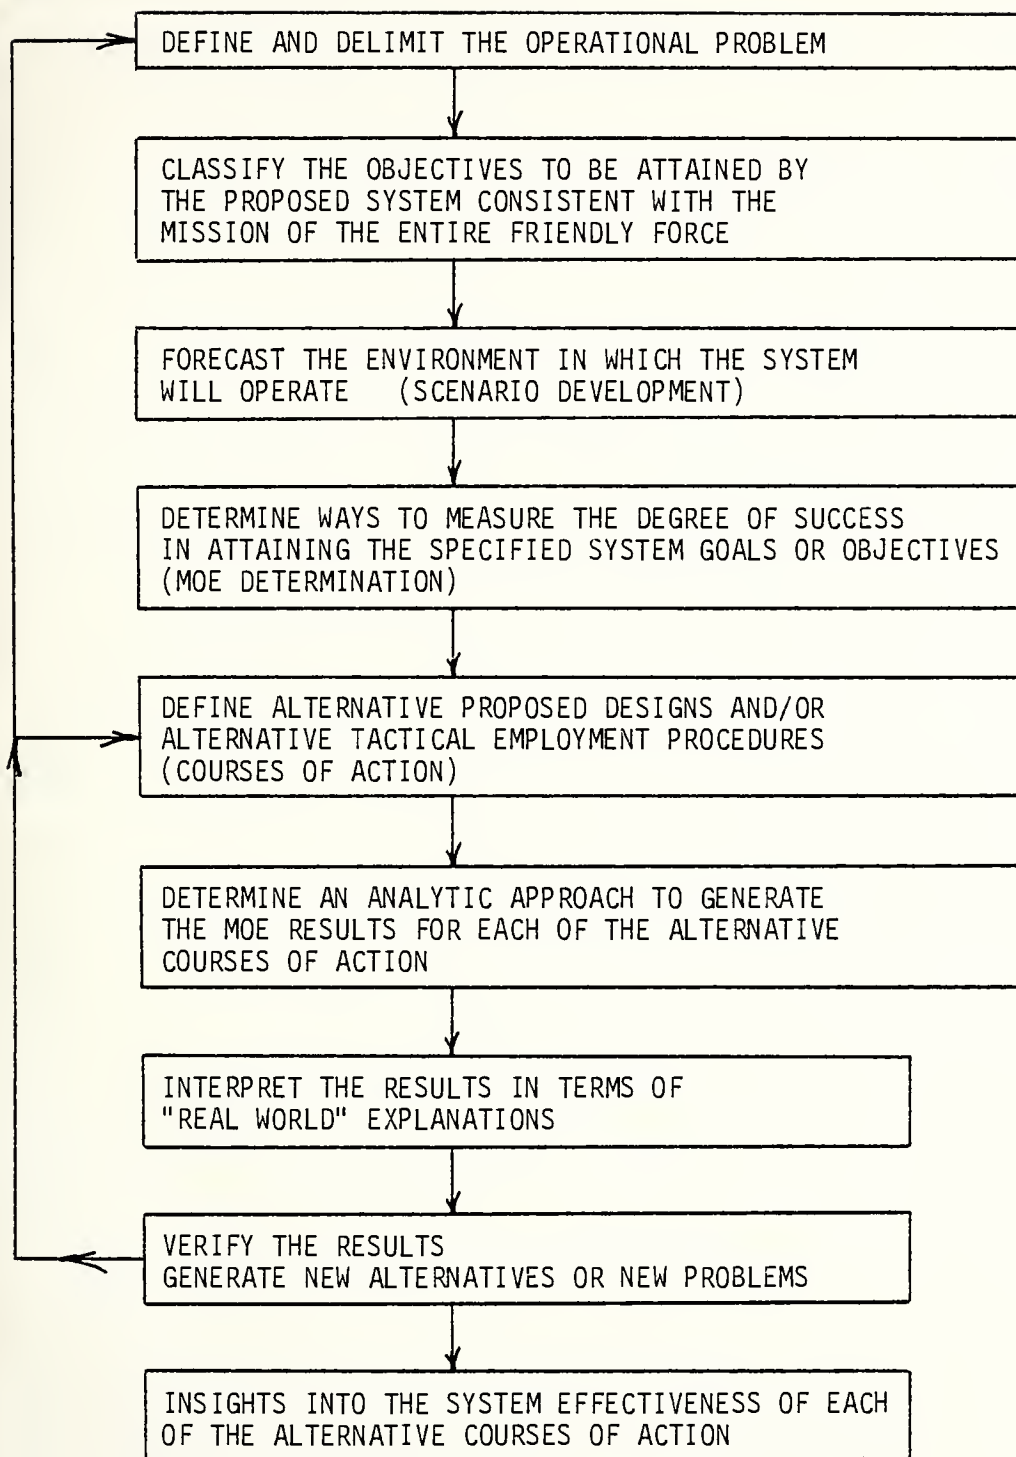 DEFINE AND DELIMIT THE OPERATIONAL PROBLEM
CLASSIFY THE OBJECTIVES TO BE ATTAINED BY
THE PROPOSED SYSTEM CONSISTENT WITH THE
MISSION OF THE ENTIRE FRIENDLY FORCE
FORECAST THE ENVIRONMENT IN WHICH THE SYSTEM
WILL OPERATE (SCENARIO DEVELOPMENT)
DETERMINE WAYS TO MEASURE THE DEGREE OF SUCCESS
IN ATTAINING THE SPECIFIED SYSTEM GOALS OR OBJECTIVES
(MOE DETERMINATION)
DEFINE ALTERNATIVE PROPOSED DESIGNS AND/OR
ALTERNATIVE TACTICAL EMPLOYMENT PROCEDURES
(COURSES OF ACTION)
DETERMINE AN ANALYTIC APPROACH TO GENERATE
THE MOE RESULTS FOR EACH OF THE ALTERNATIVE
COURSES OF ACTION
INTERPRET THE RESULTS IN TERMS OF
"REAL WORLD" EXPLANATIONS
VERIFY THE RESULTS
GENERATE NEW ALTERNATIVES OR NEW PROBLEMS
INSIGHTS INTO THE SYSTEM EFFECTIVENESS OF EACH
OF THE ALTERNATIVE COURSES OF ACTION